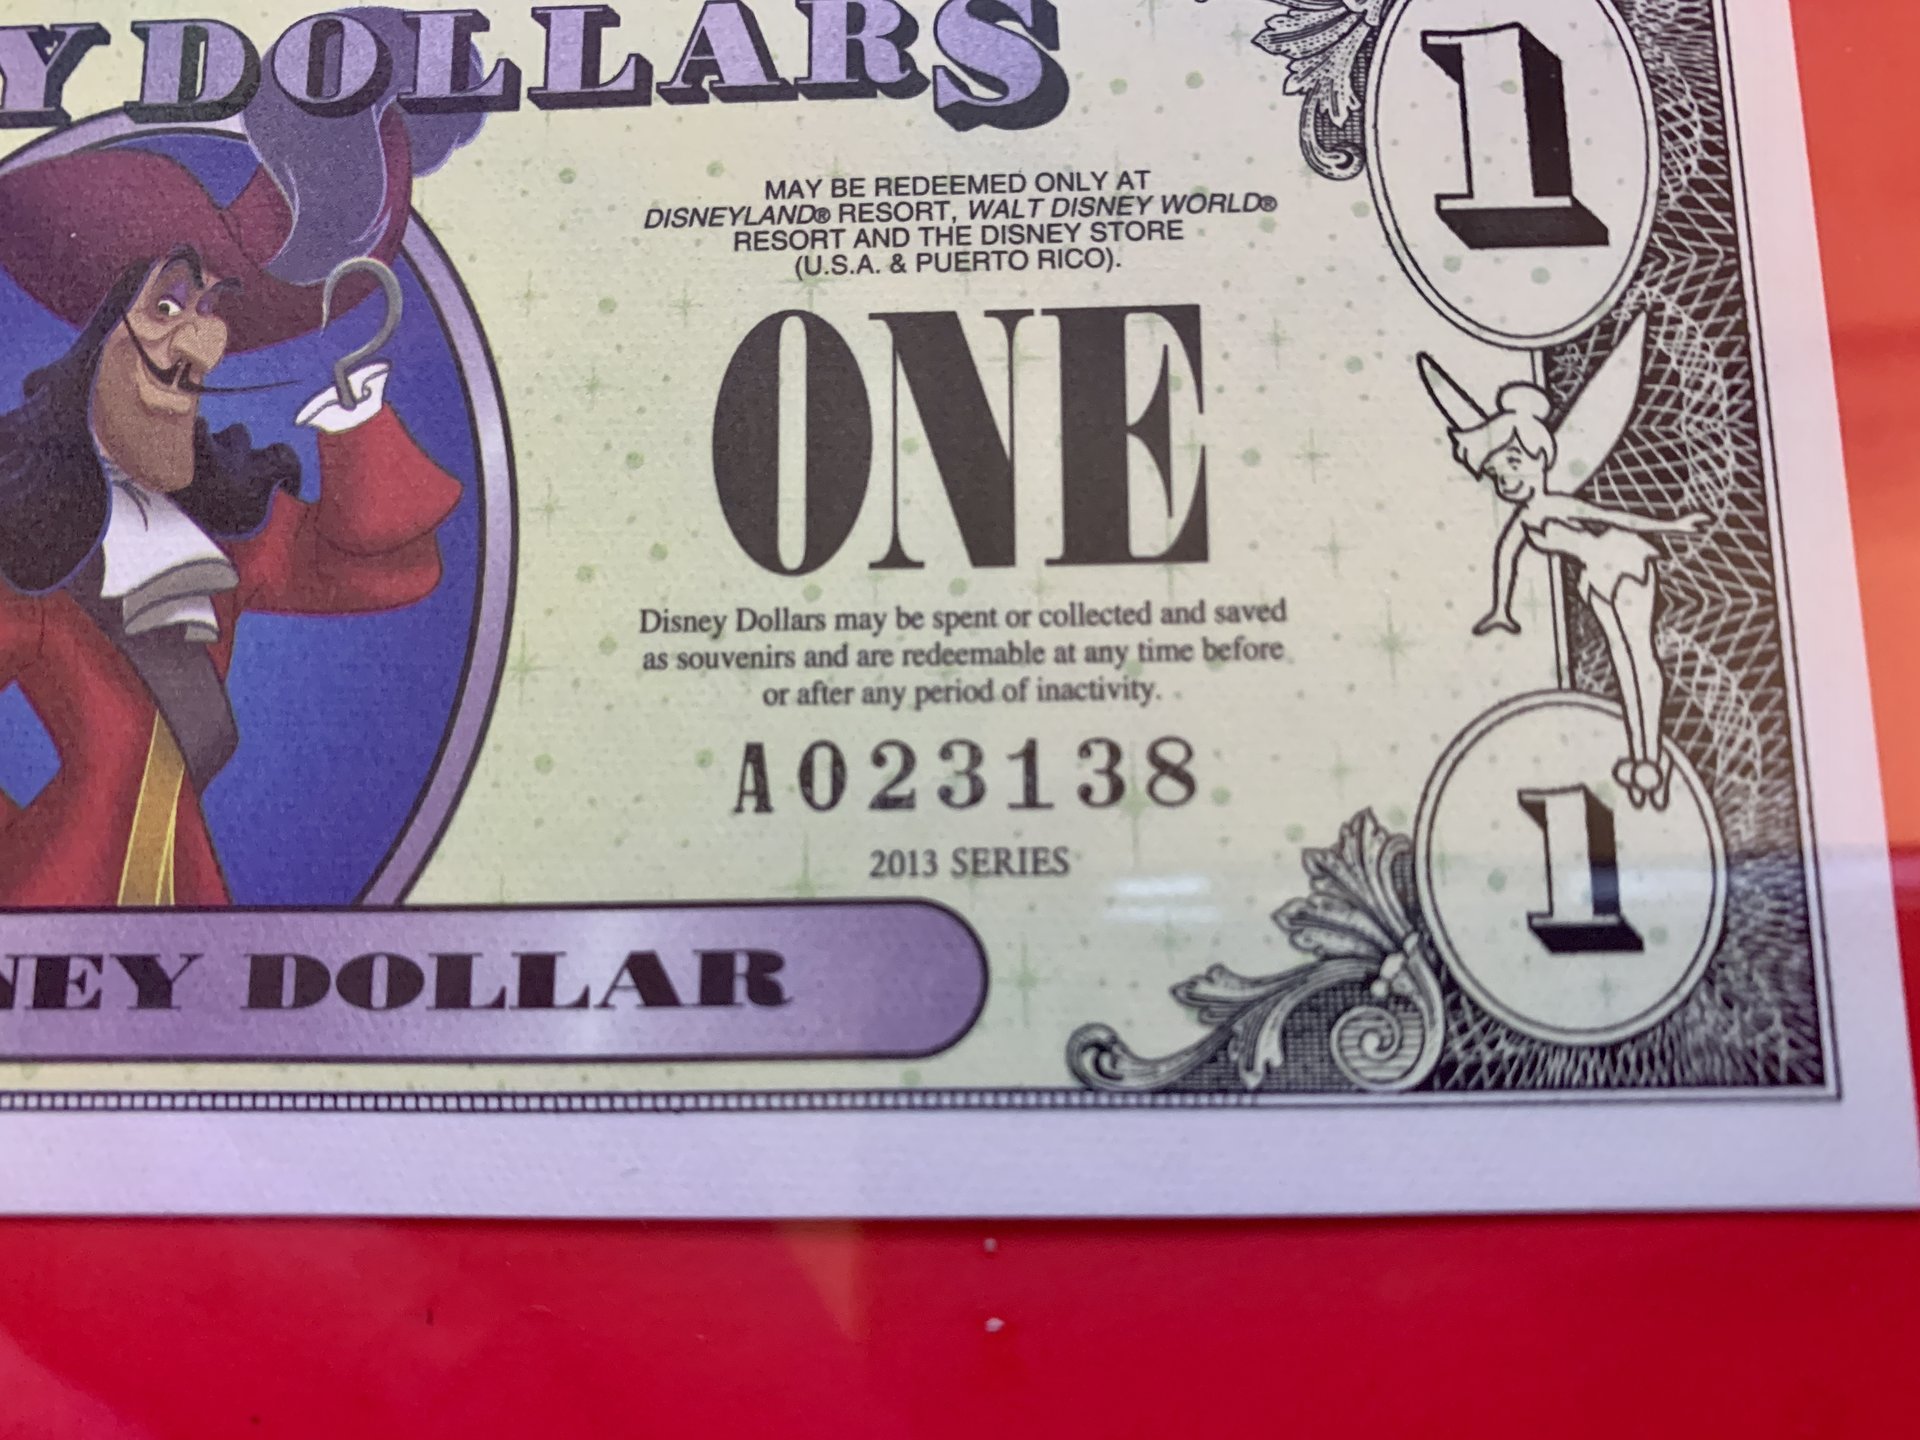 Y DOLLARS
1
MAY BE REDEEMED ONLY AT
DISNEYLAND® RESORT, WALT DISNEY WORLD®
RESORT AND THE DISNEY STORE
(U.S.A. & PUERTO RICO).
ONE
Disney Dollars may be spent or collected and saved
as souvenirs and are redeemable at any time before
or after any period of inactivity.
A023138
2013 SERIES
1
NEY DOLLAR